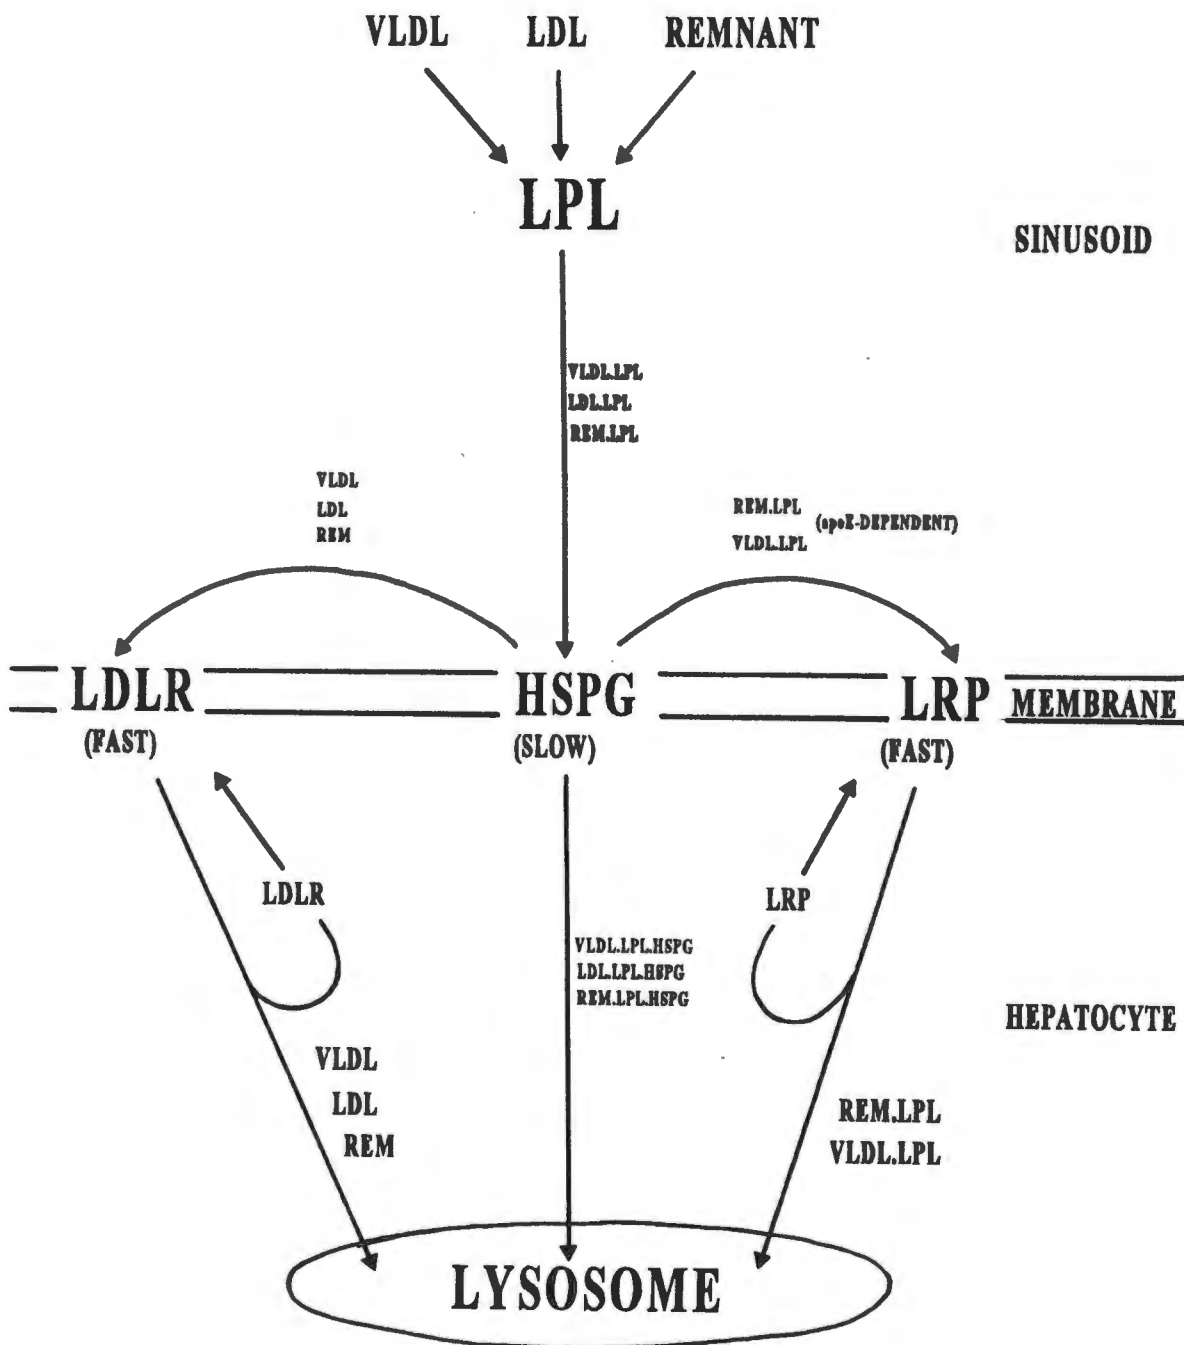 VLDL LDL REMNANT
LPL
SINUSOID
VLDL.LPL
LDL.LPL
REM.LPL
VLDL
LDL
REM
REM.LPL
(apoE-DEPENDENT)
VLDL.LPL
LDLR HSPG LRP MEMBRANE
(FAST) (SLOW) (FAST)
LDLR LRP
VLDL.LPL.HSPG
LDL.LPL.HSPG
REM.LPL.HSPG
HEPATOCYTE
VLDL
LDL
REM
REM.LPL
VLDL.LPL
LYSOSOME